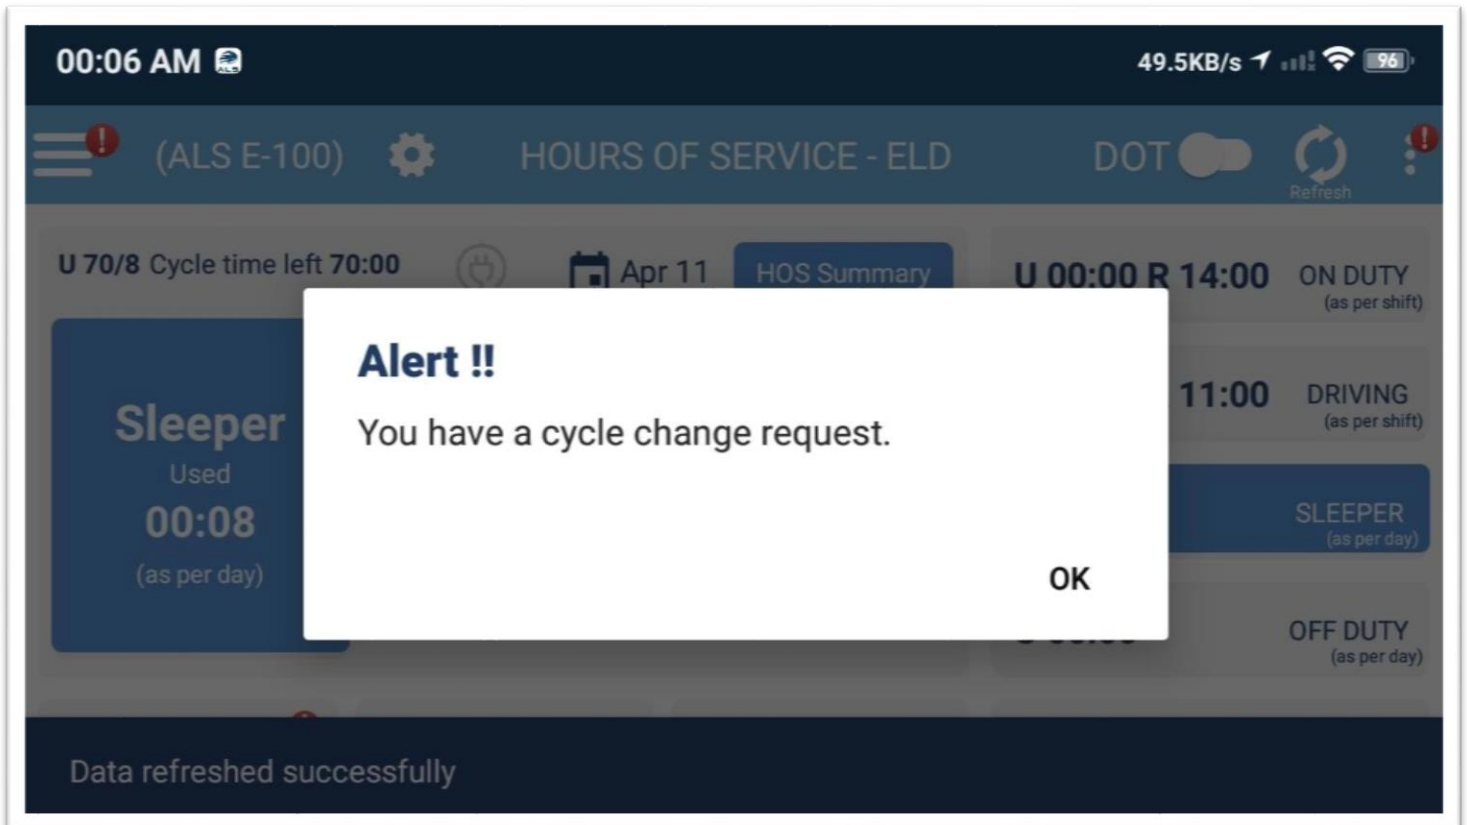 00:06 AM
49.5KB/s 96
(ALS E-100) HOURS OF SERVICE - ELD DOT
Refresh
U 70/8 Cycle time left 70:00 Apr 11 HOS Summary
U 00:00 R 14:00 ON DUTY
(as per shift)
Alert !!
You have a cycle change request.
OK
Sleeper
Used
00:08
(as per day)
11:00 DRIVING
(as per shift)
SLEEPER
(as per day)
OFF DUTY
(as per day)
Data refreshed successfully